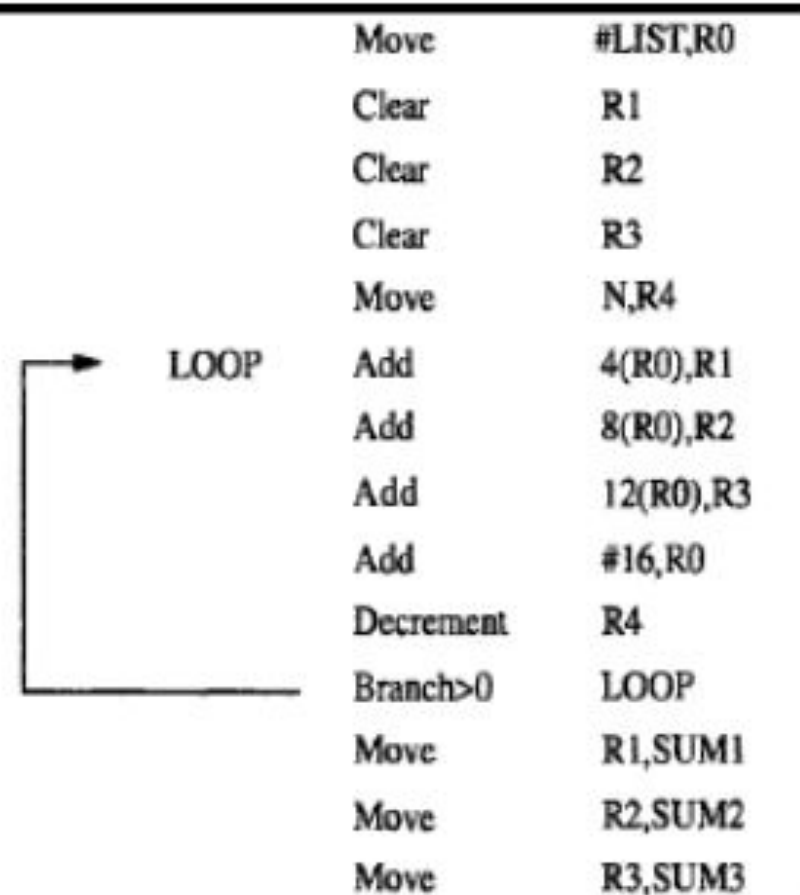 Move #LIST,R0
Clear R1
Clear R2
Clear R3
Move N,R4
LOOP Add 4(R0),R1
Add 8(R0),R2
Add 12(R0),R3
Add #16,R0
Decrement R4
Branch>0 LOOP
Move R1,SUM1
Move R2,SUM2
Move R3,SUM3